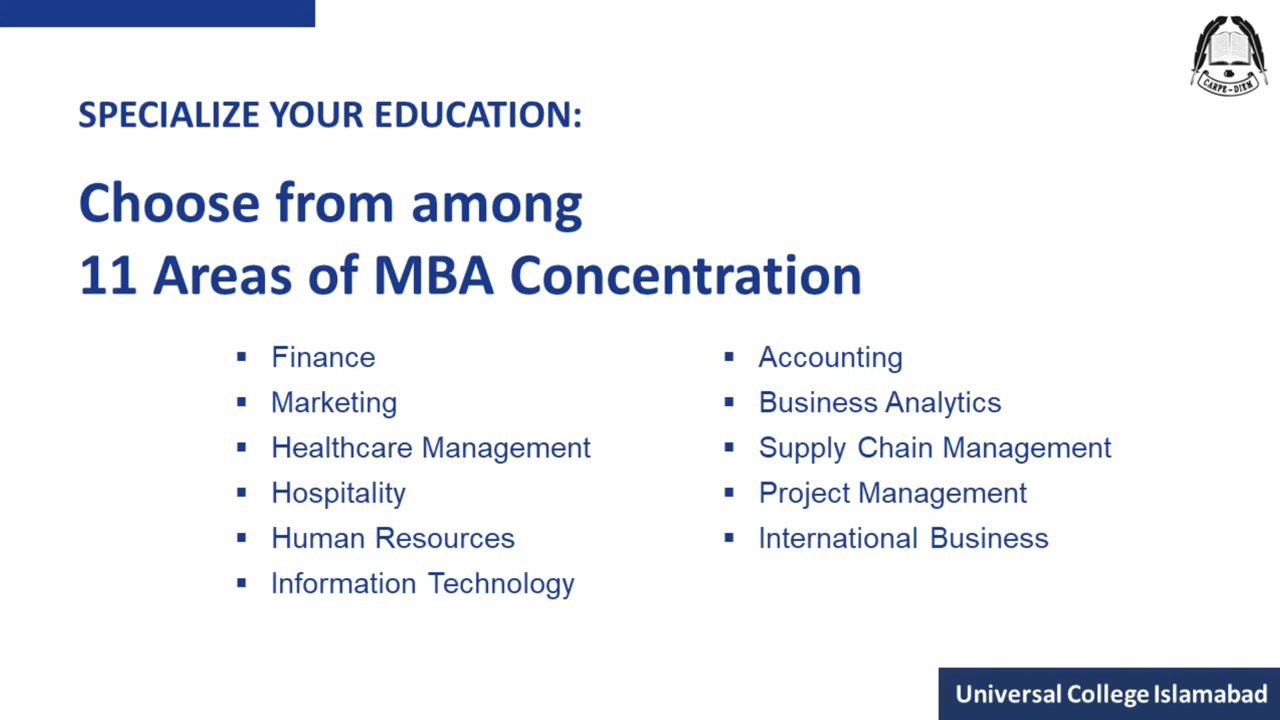 CARPE-DIEM
SPECIALIZE YOUR EDUCATION:
Choose from among
11 Areas of MBA Concentration
▪ Finance
▪ Marketing
▪ Healthcare Management
▪ Hospitality
▪ Human Resources
▪ Information Technology
▪ Accounting
▪ Business Analytics
▪ Supply Chain Management
▪ Project Management
▪ International Business
Universal College Islamabad